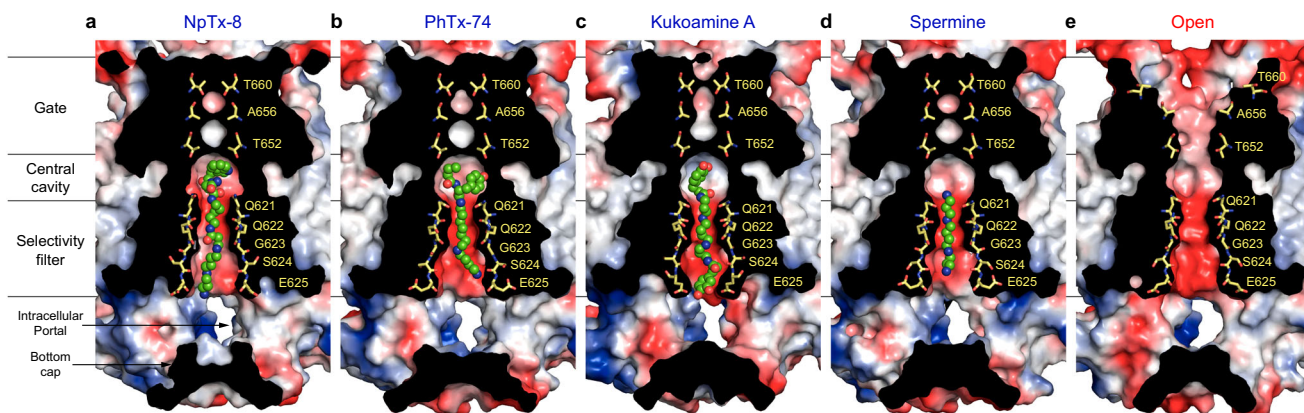 a NpTx-8
b PhTx-74
c Kukoamine A
d Spermine
e Open
Gate
Central
cavity
Selectivity
filter
Intracellular
Portal
Bottom
cap
T660
A656
T652
Q621
Q622
G623
S624
E625
T660
A656
T652
Q621
Q622
G623
S624
E625
T660
A656
T652
Q621
Q622
G623
S624
E625
T660
A656
T652
Q621
Q622
G623
S624
E625
T660
A656
T652
Q621
Q622
G623
S624
E625